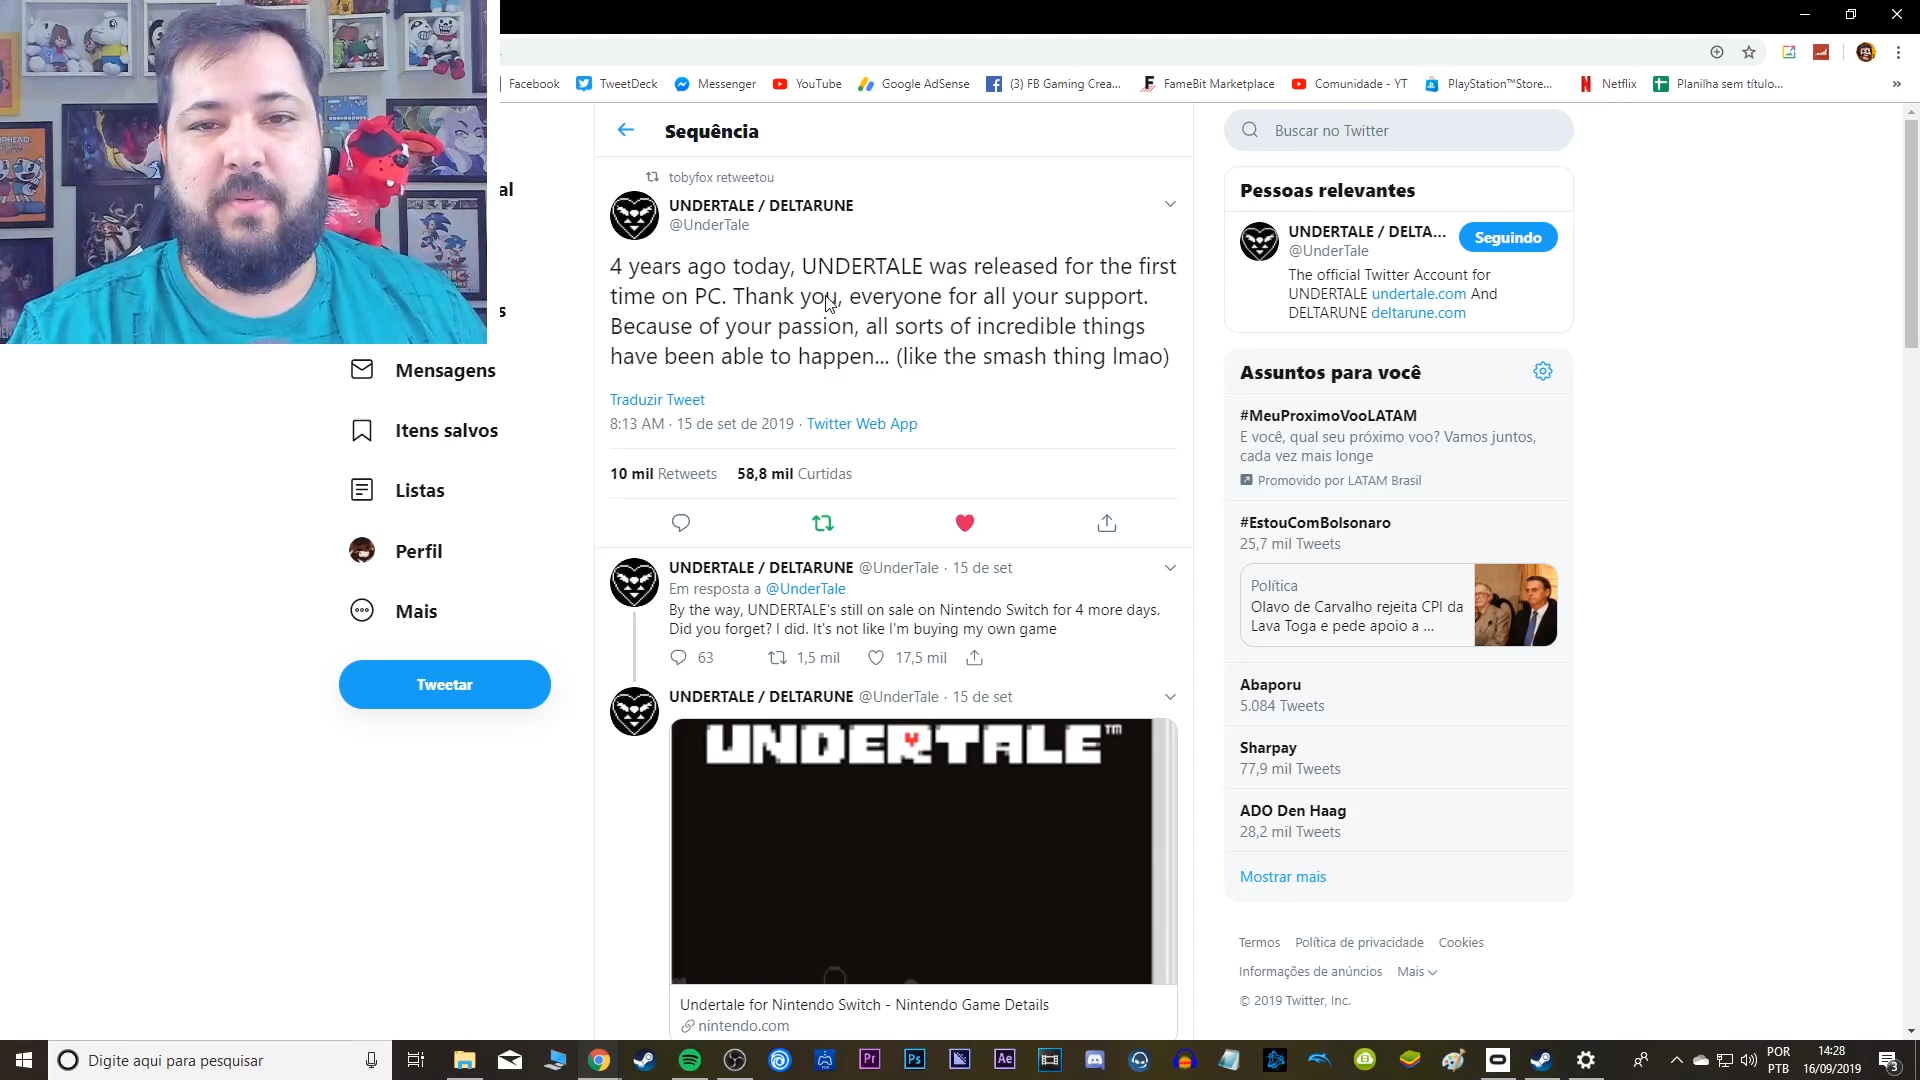 Facebook
TweetDeck
Messenger
YouTube
Google AdSense
(3) FB Gaming Crea...
FameBit Marketplace
Comunidade - YT
PlayStation™Store...
Netflix
Planilha sem título...
»
al
s
Mensagens
Itens salvos
Listas
Perfil
Mais
Tweetar
Sequência
tobyfox retweetou
UNDERTALE / DELTARUNE
@UnderTale
4 years ago today, UNDERTALE was released for the first
time on PC. Thank you, everyone for all your support.
Because of your passion, all sorts of incredible things
have been able to happen... (like the smash thing lmao)
Traduzir Tweet
8:13 AM · 15 de set de 2019 · Twitter Web App
10 mil Retweets 58,8 mil Curtidas
UNDERTALE / DELTARUNE @UnderTale · 15 de set
Em resposta a @UnderTale
By the way, UNDERTALE's still on sale on Nintendo Switch for 4 more days.
Did you forget? I did. It's not like I'm buying my own game
63 1,5 mil 17,5 mil
UNDERTALE / DELTARUNE @UnderTale · 15 de set
UNDERTALE™
Undertale for Nintendo Switch - Nintendo Game Details
nintendo.com
Buscar no Twitter
Pessoas relevantes
UNDERTALE / DELTA...
@UnderTale
Seguindo
The official Twitter Account for
UNDERTALE undertale.com And
DELTARUNE deltarune.com
Assuntos para você
#MeuProximoVooLATAM
E você, qual seu próximo voo? Vamos juntos,
cada vez mais longe
Promovido por LATAM Brasil
#EstouComBolsonaro
25,7 mil Tweets
Política
Olavo de Carvalho rejeita CPI da
Lava Toga e pede apoio a ...
Abaporu
5.084 Tweets
Sharpay
77,9 mil Tweets
ADO Den Haag
28,2 mil Tweets
Mostrar mais
Termos Política de privacidade Cookies
Informações de anúncios Mais
© 2019 Twitter, Inc.
Digite aqui para pesquisar
Pr
Ps
Ae
POR
PTB
14:28
16/09/2019
3